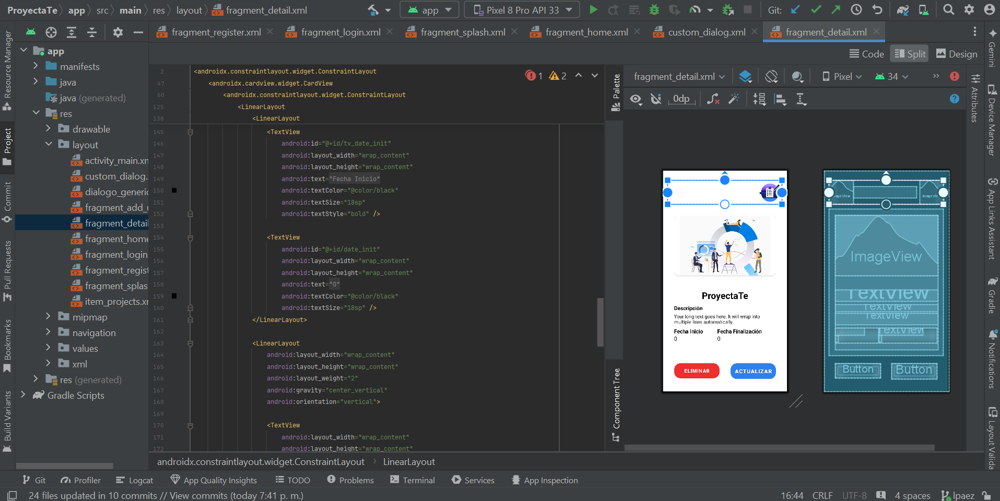 ProyectaTe app src main res layout fragment_detail.xml app Pixel 8 Pro API 33 Git:
fragment_register.xml fragment_login.xml fragment_splash.xml fragment_home.xml custom_dialog.xml fragment_detail.xml
Code Split Design
Resource Manager
Project
Commit
Pull Requests
Bookmarks
Build Variants
app
manifests
java
java (generated)
res
drawable
layout
activity_main.xm
custom_dialog.
dialogo_generic
fragment_add_u
fragment_detail
fragment_home
fragment_login
fragment_regist
fragment_splas
item_projects.xm
mipmap
navigation
values
xml
res (generated)
Gradle Scripts
1 2
2 <androidx.constraintlayout.widget.ConstraintLayout
47 <androidx.cardview.widget.CardView
60 <androidx.constraintlayout.widget.ConstraintLayout
125 <LinearLayout
138 <LinearLayout
145 <TextView
146 android:id="@+id/tv_date_init"
147 android:layout_width="wrap_content"
148 android:layout_height="wrap_content"
149 android:text="Fecha Inicio"
150 android:textColor="@color/black"
151 android:textSize="18sp"
152 android:textStyle="bold" />
153
154 <TextView
155 android:id="@+id/date_init"
156 android:layout_width="wrap_content"
157 android:layout_height="wrap_content"
158 android:text="0"
159 android:textColor="@color/black"
160 android:textSize="18sp" />
161 </LinearLayout>
162
163 <LinearLayout
164 android:layout_width="wrap_content"
165 android:layout_height="wrap_content"
166 android:layout_weight="2"
167 android:gravity="center_vertical"
168 android:orientation="vertical">
169
170 <TextView
171 android:layout_width="wrap_content"
172 android:layout_height="wrap_content"
androidx.constraintlayout.widget.ConstraintLayout LinearLayout
Palette
Component Tree
fragment_detail.xml Pixel 34
0dp
ProyectaTe
Descripción
Your long text goes here. It will wrap into
multiple lines automatically.
Fecha Inicio Fecha Finalización
0 0
ELIMINAR ACTUALIZAR
ImageView ImageView
ImageView
TextView
TextView
TextView
TextView
Button Button
Attributes
Gemini
Device Manager
App Links Assistant
Gradle
Notifications
Layout Valida
Git Profiler Logcat App Quality Insights TODO Problems Terminal Services App Inspection
24 files updated in 10 commits // View commits (today 7:41 p. m.) 16:44 CRLF UTF-8 4 spaces lpaez